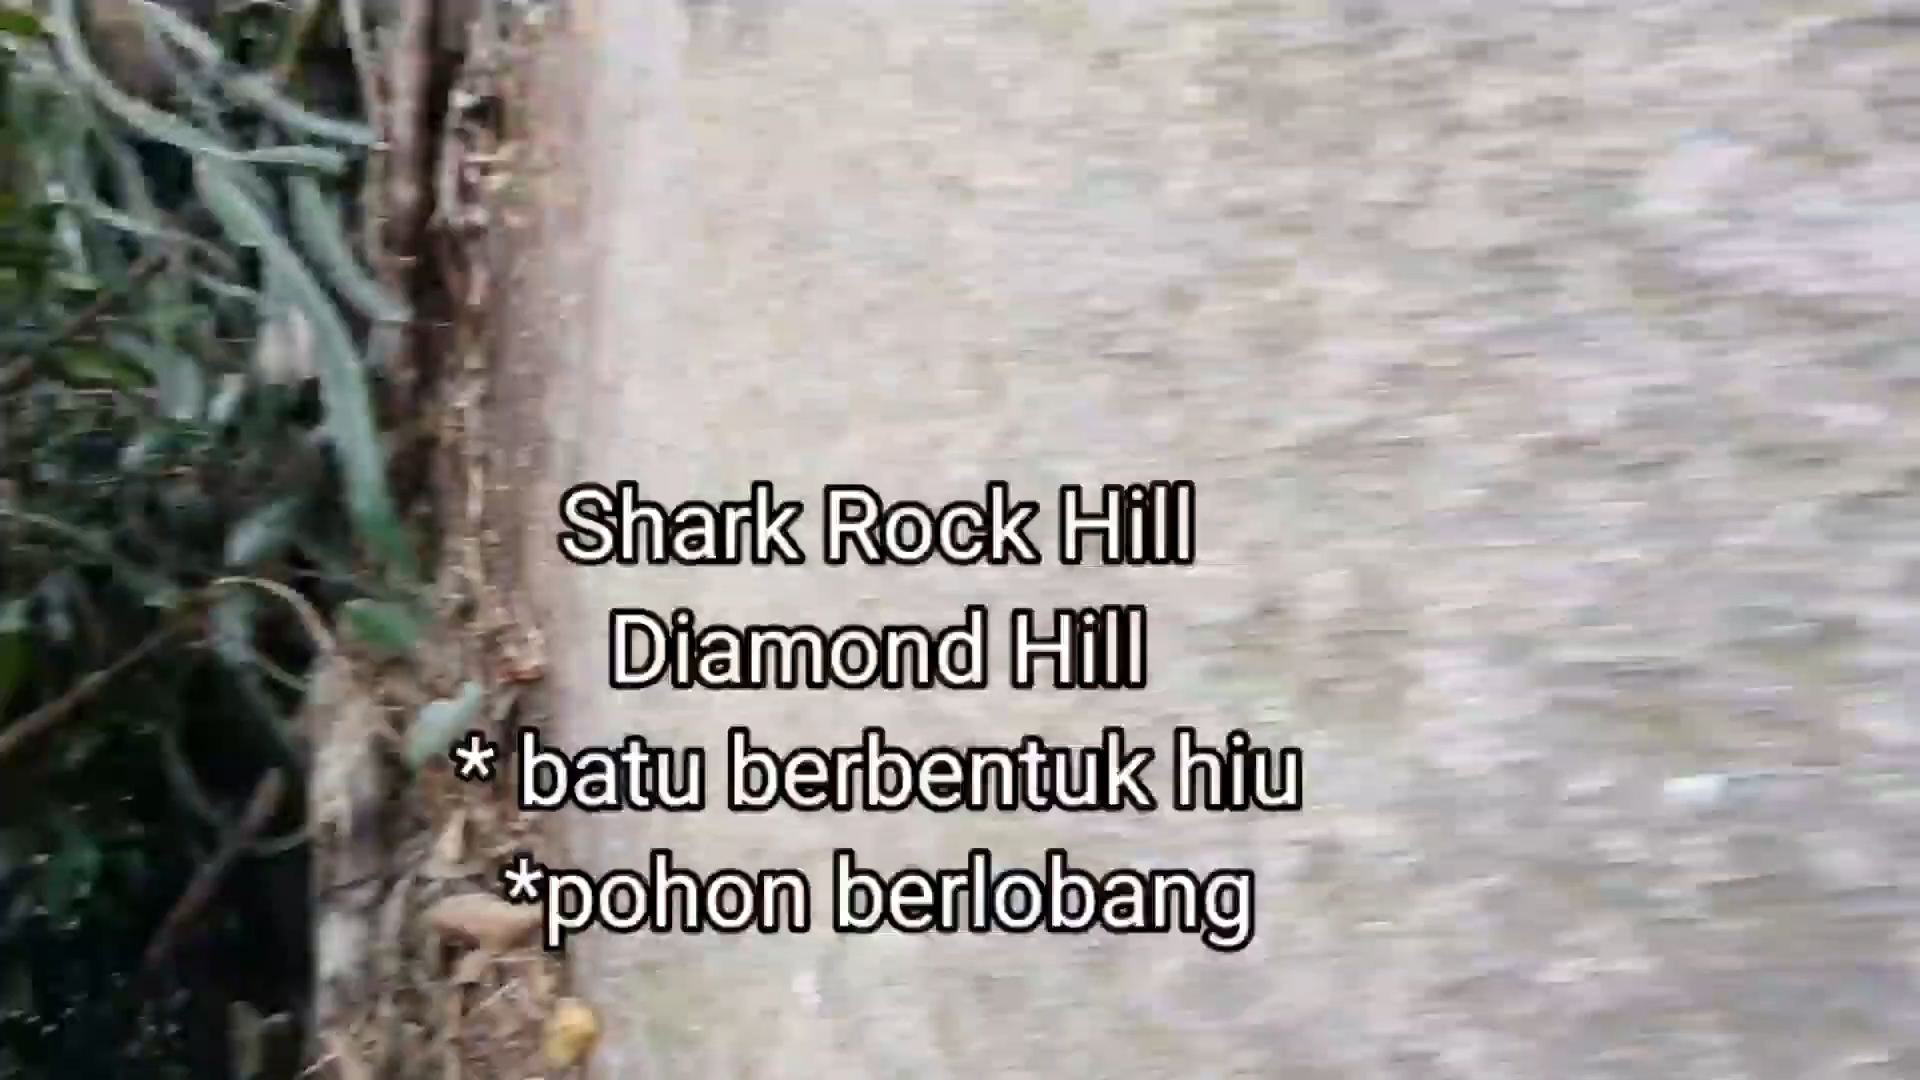 Shark Rock Hill
Diamond Hill
* batu berbentuk hiu
*pohon berlobang